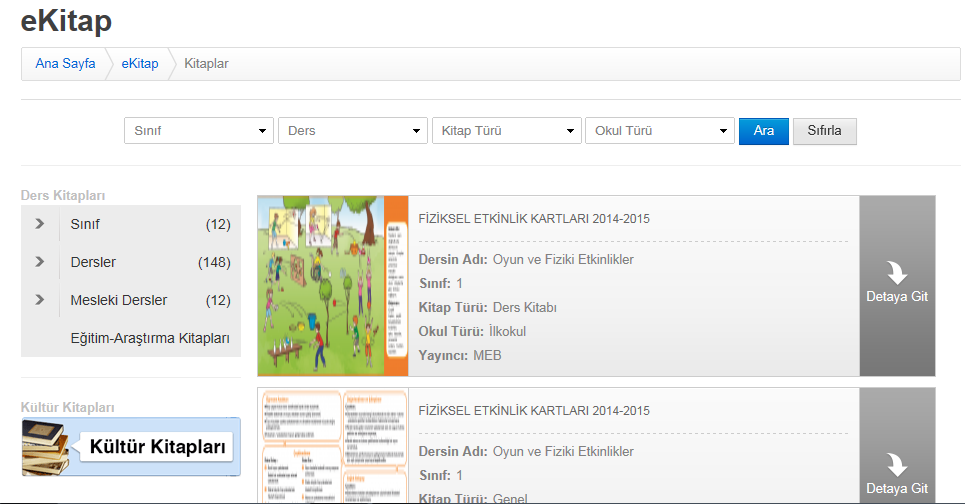 eKitap
Ana Sayfa eKitap Kitaplar
Sınıf Ders Kitap Türü Okul Türü Ara Sıfırla
Ders Kitapları
Sınıf (12)
Dersler (148)
Mesleki Dersler (12)
Eğitim-Araştırma Kitapları
Kültür Kitapları
Kültür Kitapları
FİZİKSEL ETKİNLİK KARTLARI 2014-2015
Dersin Adı: Oyun ve Fiziki Etkinlikler
Sınıf: 1
Kitap Türü: Ders Kitabı
Okul Türü: İlkokul
Yayıncı: MEB
Detaya Git
FİZİKSEL ETKİNLİK KARTLARI 2014-2015
Dersin Adı: Oyun ve Fiziki Etkinlikler
Sınıf: 1
Kitap Türü: Genel
Detaya Git